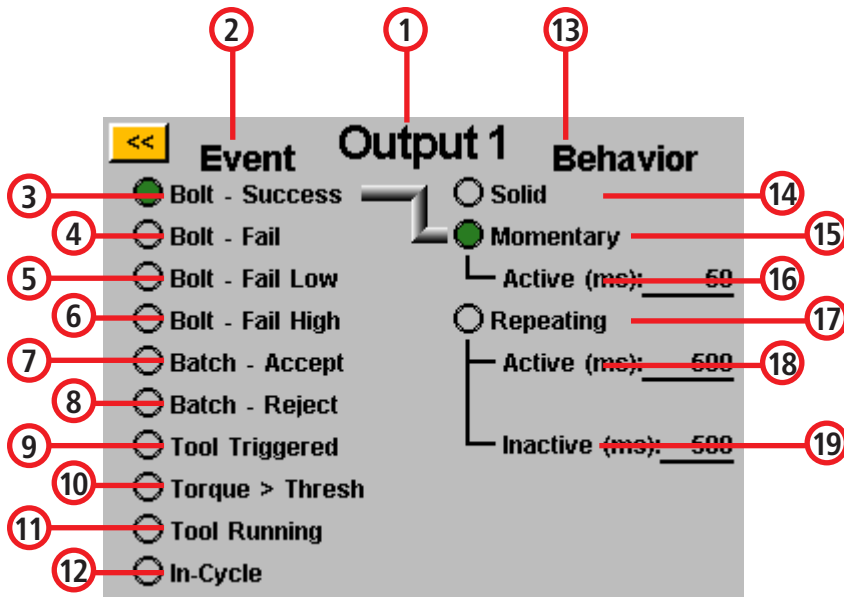 2
1
13
<<
Event
Output 1
Behavior
3
Bolt - Success
4
Bolt - Fail
5
Bolt - Fail Low
6
Bolt - Fail High
7
Batch - Accept
8
Batch - Reject
9
Tool Triggered
10
Torque > Thresh
11
Tool Running
12
In-Cycle
Solid
14
Momentary
15
Active (ms): 50
16
Repeating
17
Active (ms): 500
18
Inactive (ms): 500
19